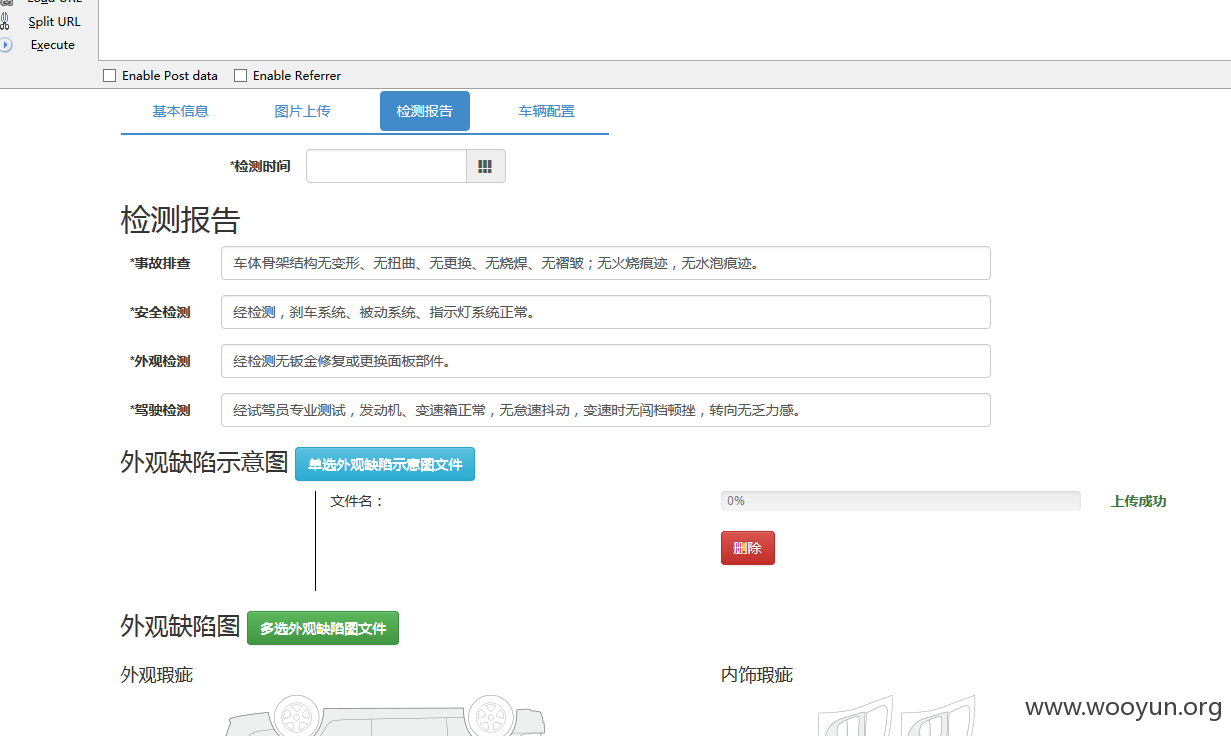 Load URL
Split URL
Execute
Enable Post data Enable Referrer
基本信息 图片上传 检测报告 车辆配置
*检测时间
检测报告
*事故排查 车体骨架结构无变形、无扭曲、无更换、无烧焊、无褶皱；无火烧痕迹，无水泡痕迹。
*安全检测 经检测，刹车系统、被动系统、指示灯系统正常。
*外观检测 经检测无钣金修复或更换面板部件。
*驾驶检测 经试驾员专业测试，发动机、变速箱正常，无怠速抖动，变速时无闯档顿挫，转向无乏力感。
外观缺陷示意图 单选外观缺陷示意图文件
文件名： 0% 上传成功
删除
外观缺陷图 多选外观缺陷图文件
外观瑕疵 内饰瑕疵
www.wooyun.org